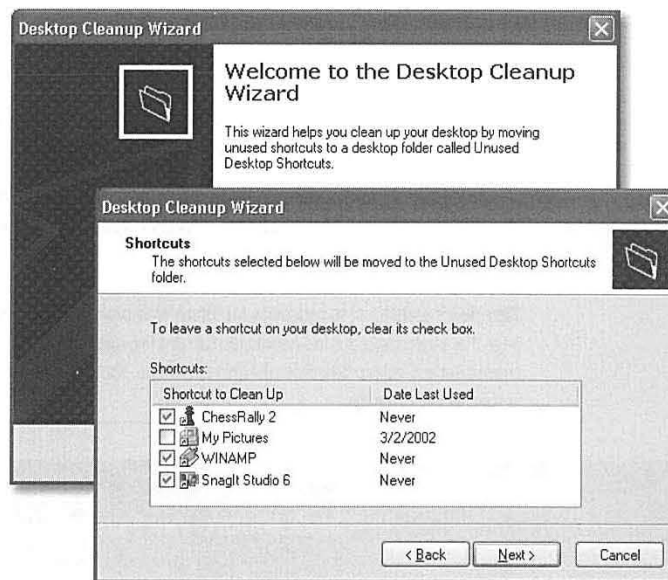 Desktop Cleanup Wizard
Welcome to the Desktop Cleanup
Wizard
This wizard helps you clean up your desktop by moving
unused shortcuts to a desktop folder called Unused
Desktop Shortcuts.
Desktop Cleanup Wizard
Shortcuts
The shortcuts selected below will be moved to the Unused Desktop Shortcuts
folder.
To leave a shortcut on your desktop, clear its check box.
Shortcuts:
Shortcut to Clean Up Date Last Used
ChessRally 2 Never
My Pictures 3/2/2002
WINAMP Never
SnagIt Studio 6 Never
< Back Next > Cancel